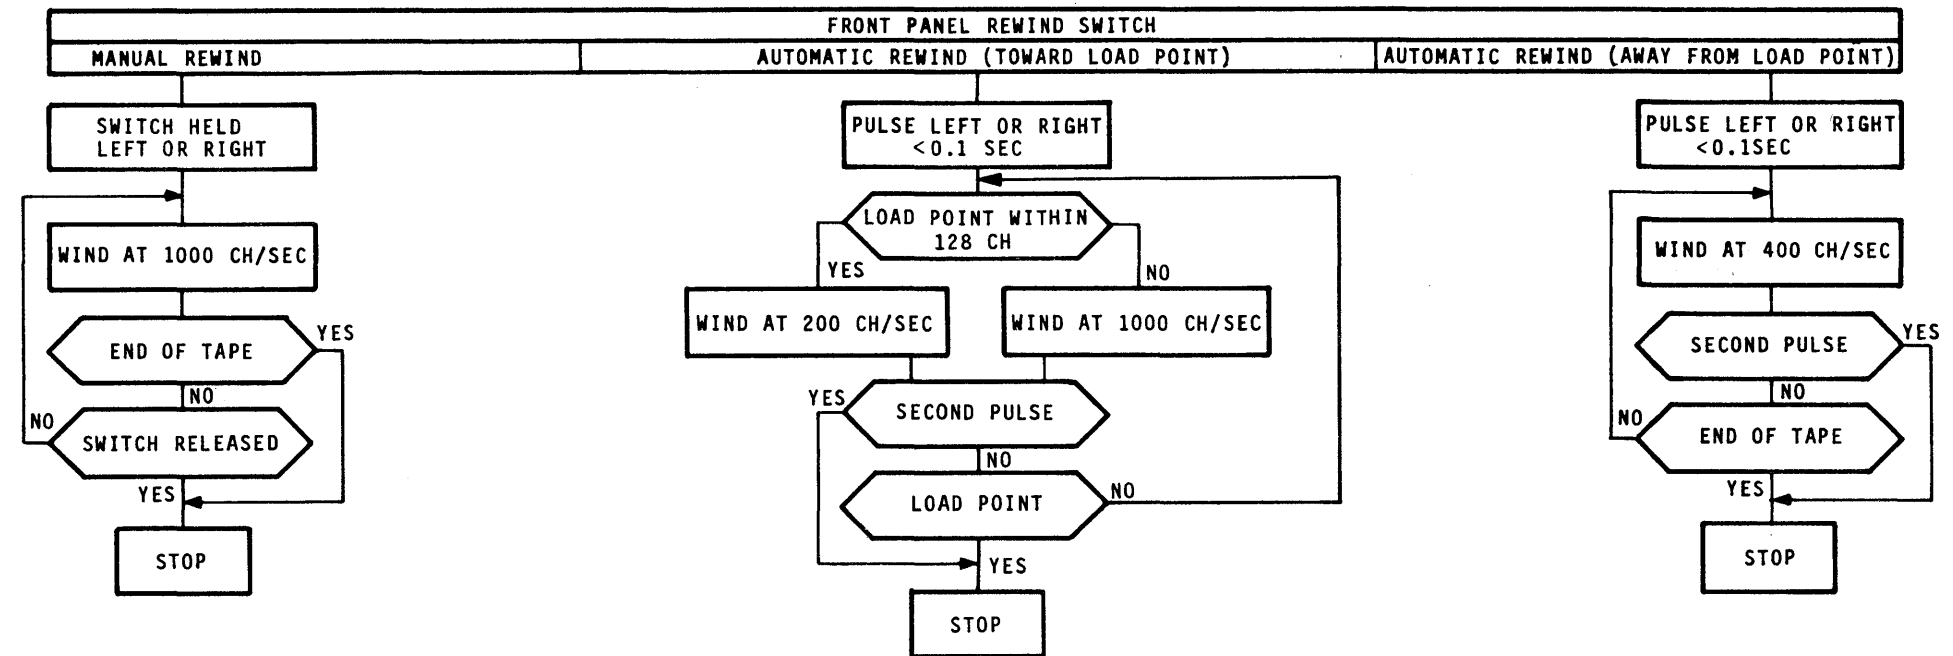 FRONT PANEL REWIND SWITCH
MANUAL REWIND
AUTOMATIC REWIND (TOWARD LOAD POINT)
AUTOMATIC REWIND (AWAY FROM LOAD POINT)
SWITCH HELD
LEFT OR RIGHT
WIND AT 1000 CH/SEC
END OF TAPE
YES
NO
SWITCH RELEASED
NO
YES
STOP
PULSE LEFT OR RIGHT
<0.1 SEC
LOAD POINT WITHIN
128 CH
YES
NO
WIND AT 200 CH/SEC
WIND AT 1000 CH/SEC
YES
SECOND PULSE
NO
LOAD POINT
NO
YES
STOP
PULSE LEFT OR RIGHT
<0.1SEC
WIND AT 400 CH/SEC
SECOND PULSE
YES
NO
NO
END OF TAPE
YES
STOP